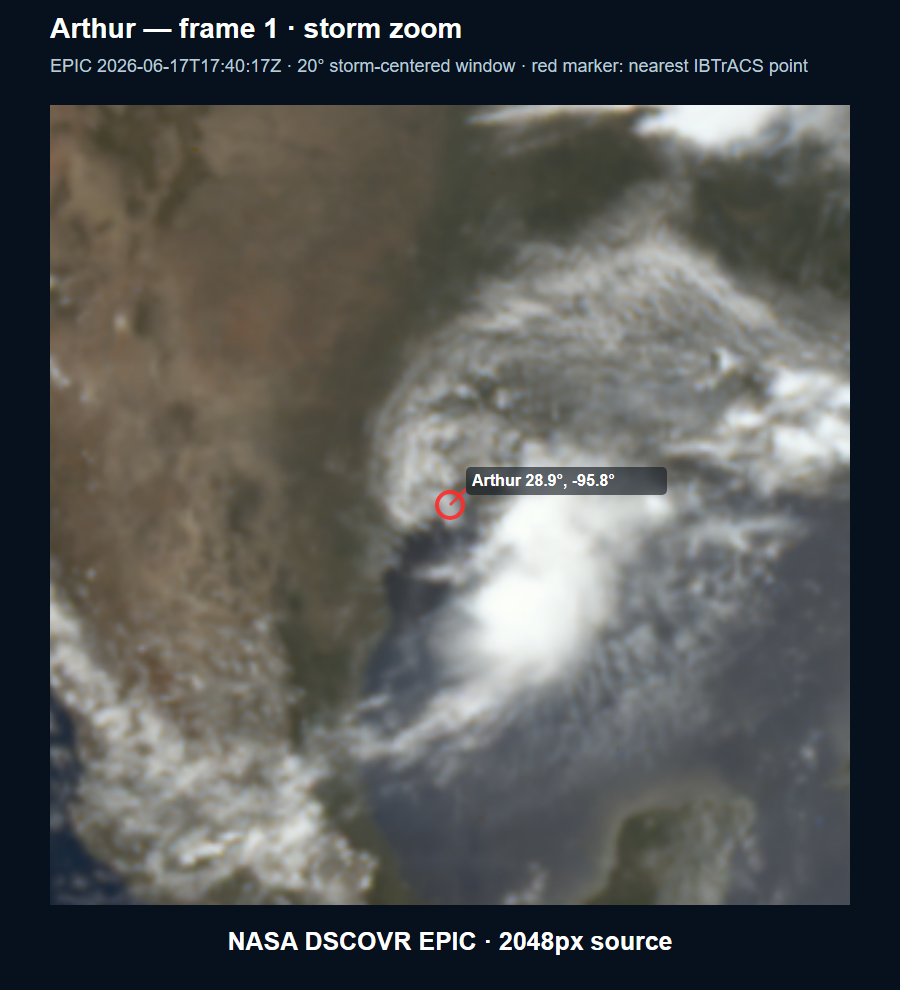 Arthur — frame 1 · storm zoom
EPIC 2026-06-17T17:40:17Z · 20° storm-centered window · red marker: nearest IBTrACS point
Arthur 28.9°, -95.8°
NASA DSCOVR EPIC · 2048px source